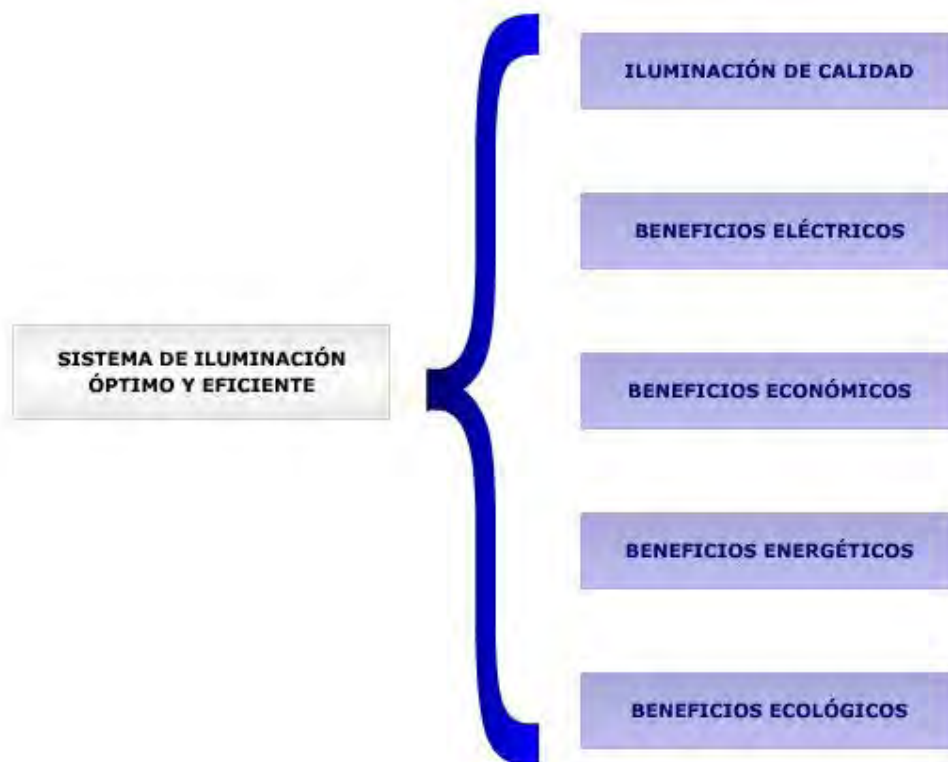 SISTEMA DE ILUMINACIÓN
ÓPTIMO Y EFICIENTE
ILUMINACIÓN DE CALIDAD
BENEFICIOS ELÉCTRICOS
BENEFICIOS ECONÓMICOS
BENEFICIOS ENERGÉTICOS
BENEFICIOS ECOLÓGICOS